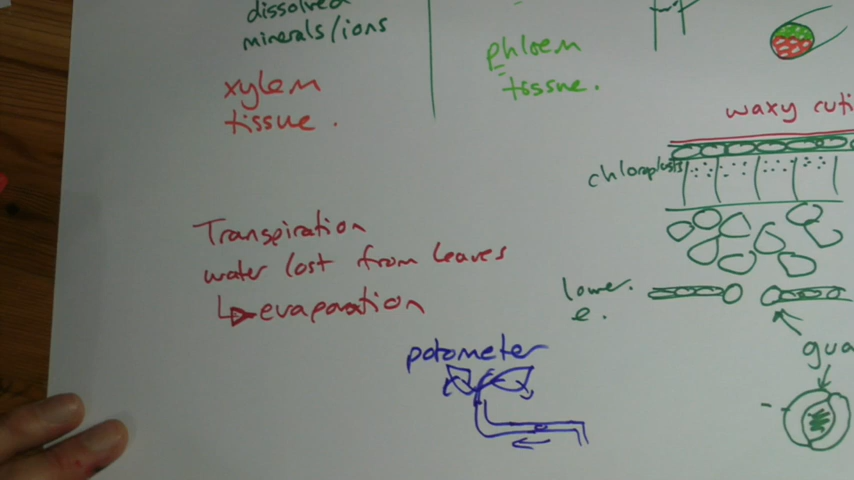 dissolved
minerals/ions
xylem
tissue.
phloem
tissue.
waxy cuti
chloroplasts
Transpiration
water lost from leaves
evaporation
lower.
e.
potometer
gua